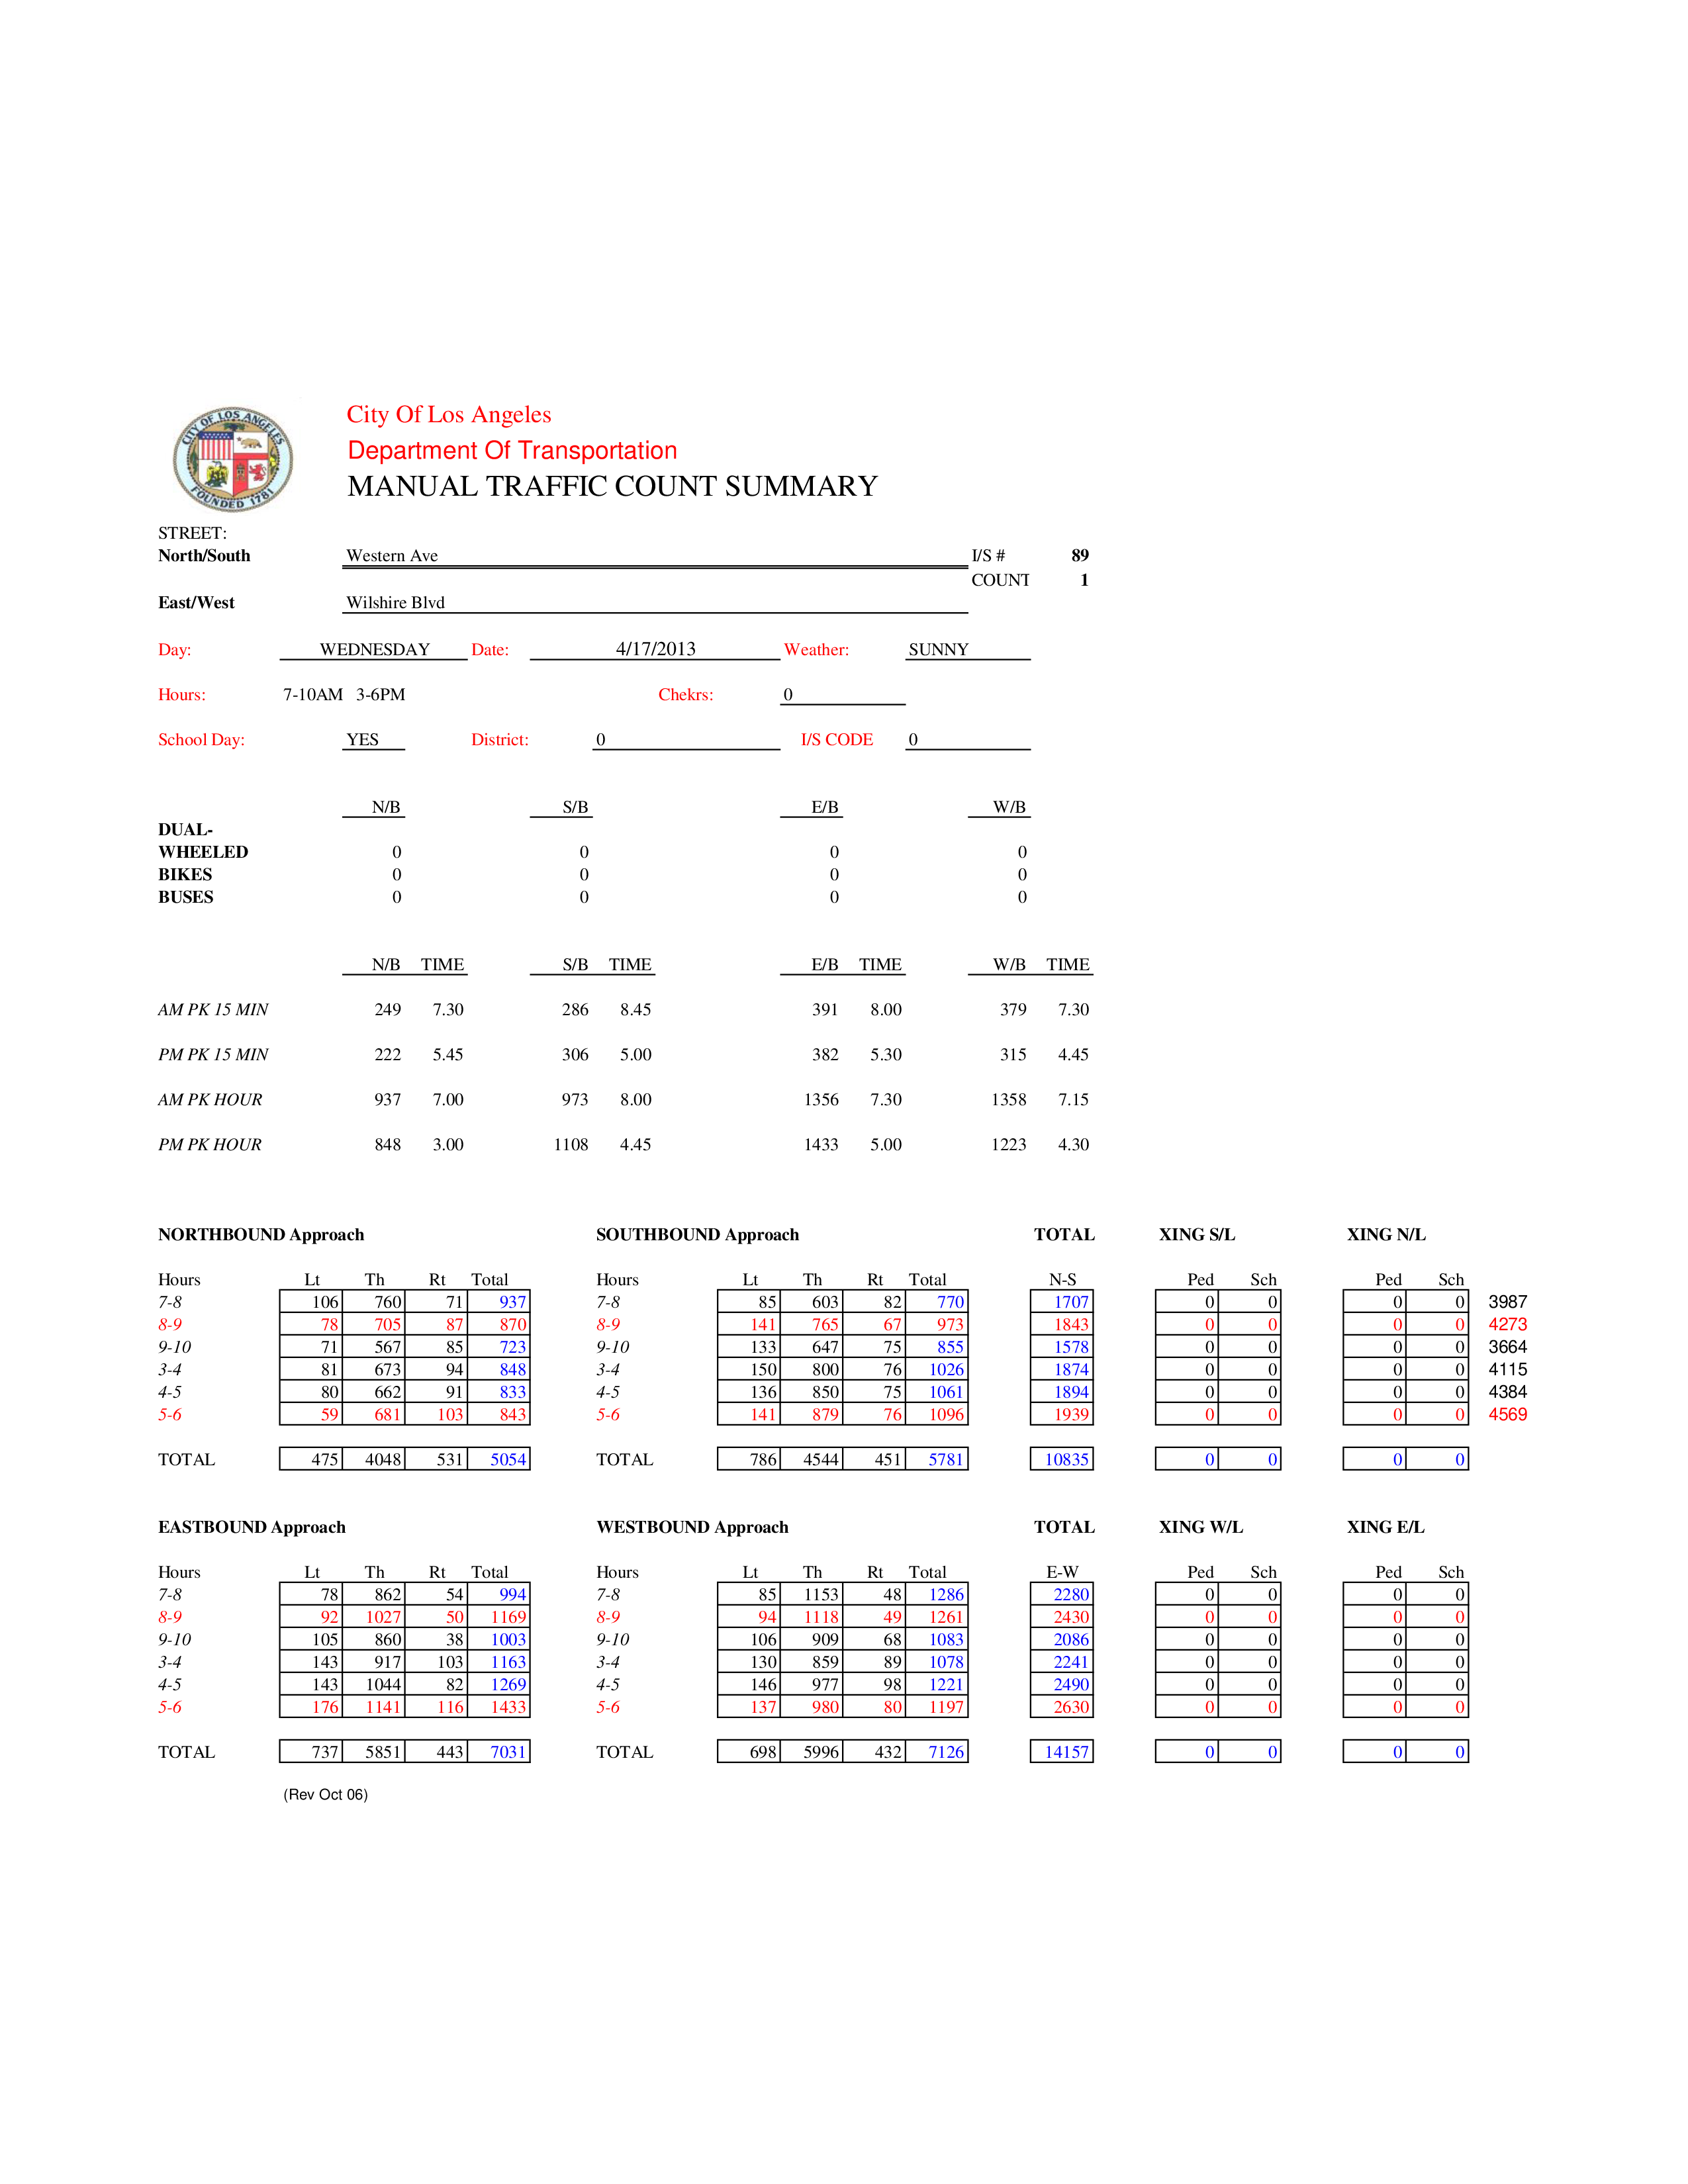 CITY OF LOS ANGELES
FOUNDED 1781
City Of Los Angeles
Department Of Transportation
MANUAL TRAFFIC COUNT SUMMARY
STREET:
North/South Western Ave I/S # 89
COUNT 1
East/West Wilshire Blvd
Day: WEDNESDAY Date: 4/17/2013 Weather: SUNNY
Hours: 7-10AM 3-6PM Chekrs: 0
School Day: YES District: 0 I/S CODE 0
N/B S/B E/B W/B
DUAL-
WHEELED 0 0 0 0
BIKES 0 0 0 0
BUSES 0 0 0 0
N/B TIME S/B TIME E/B TIME W/B TIME
AM PK 15 MIN 249 7.30 286 8.45 391 8.00 379 7.30
PM PK 15 MIN 222 5.45 306 5.00 382 5.30 315 4.45
AM PK HOUR 937 7.00 973 8.00 1356 7.30 1358 7.15
PM PK HOUR 848 3.00 1108 4.45 1433 5.00 1223 4.30
NORTHBOUND Approach SOUTHBOUND Approach TOTAL XING S/L XING N/L
Hours Lt Th Rt Total Hours Lt Th Rt Total N-S Ped Sch Ped Sch
7-8 106 760 71 937 7-8 85 603 82 770 1707 0 0 0 0 3987
8-9 78 705 87 870 8-9 141 765 67 973 1843 0 0 0 0 4273
9-10 71 567 85 723 9-10 133 647 75 855 1578 0 0 0 0 3664
3-4 81 673 94 848 3-4 150 800 76 1026 1874 0 0 0 0 4115
4-5 80 662 91 833 4-5 136 850 75 1061 1894 0 0 0 0 4384
5-6 59 681 103 843 5-6 141 879 76 1096 1939 0 0 0 0 4569
TOTAL 475 4048 531 5054 TOTAL 786 4544 451 5781 10835 0 0 0 0
EASTBOUND Approach WESTBOUND Approach TOTAL XING W/L XING E/L
Hours Lt Th Rt Total Hours Lt Th Rt Total E-W Ped Sch Ped Sch
7-8 78 862 54 994 7-8 85 1153 48 1286 2280 0 0 0 0
8-9 92 1027 50 1169 8-9 94 1118 49 1261 2430 0 0 0 0
9-10 105 860 38 1003 9-10 106 909 68 1083 2086 0 0 0 0
3-4 143 917 103 1163 3-4 130 859 89 1078 2241 0 0 0 0
4-5 143 1044 82 1269 4-5 146 977 98 1221 2490 0 0 0 0
5-6 176 1141 116 1433 5-6 137 980 80 1197 2630 0 0 0 0
TOTAL 737 5851 443 7031 TOTAL 698 5996 432 7126 14157 0 0 0 0
(Rev Oct 06)